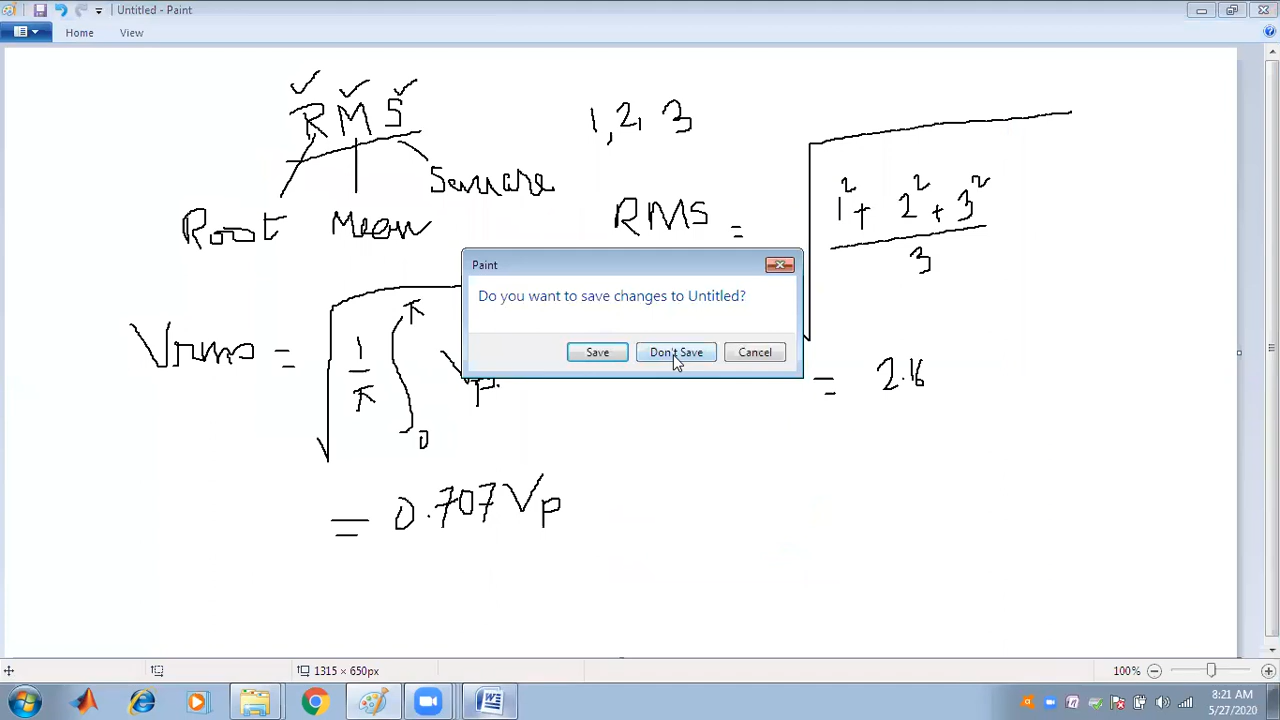 Untitled - Paint
Home View
R M S
Root Mean Square
1, 2, 3
RMS =
1² + 2² + 3²
3
= 2.16
Vrms =
1
π
π
0
Vp.
= 0.707 Vp
Paint
Do you want to save changes to Untitled?
Save Don't Save Cancel
1315 × 650px
100%
8:21 AM
5/27/2020